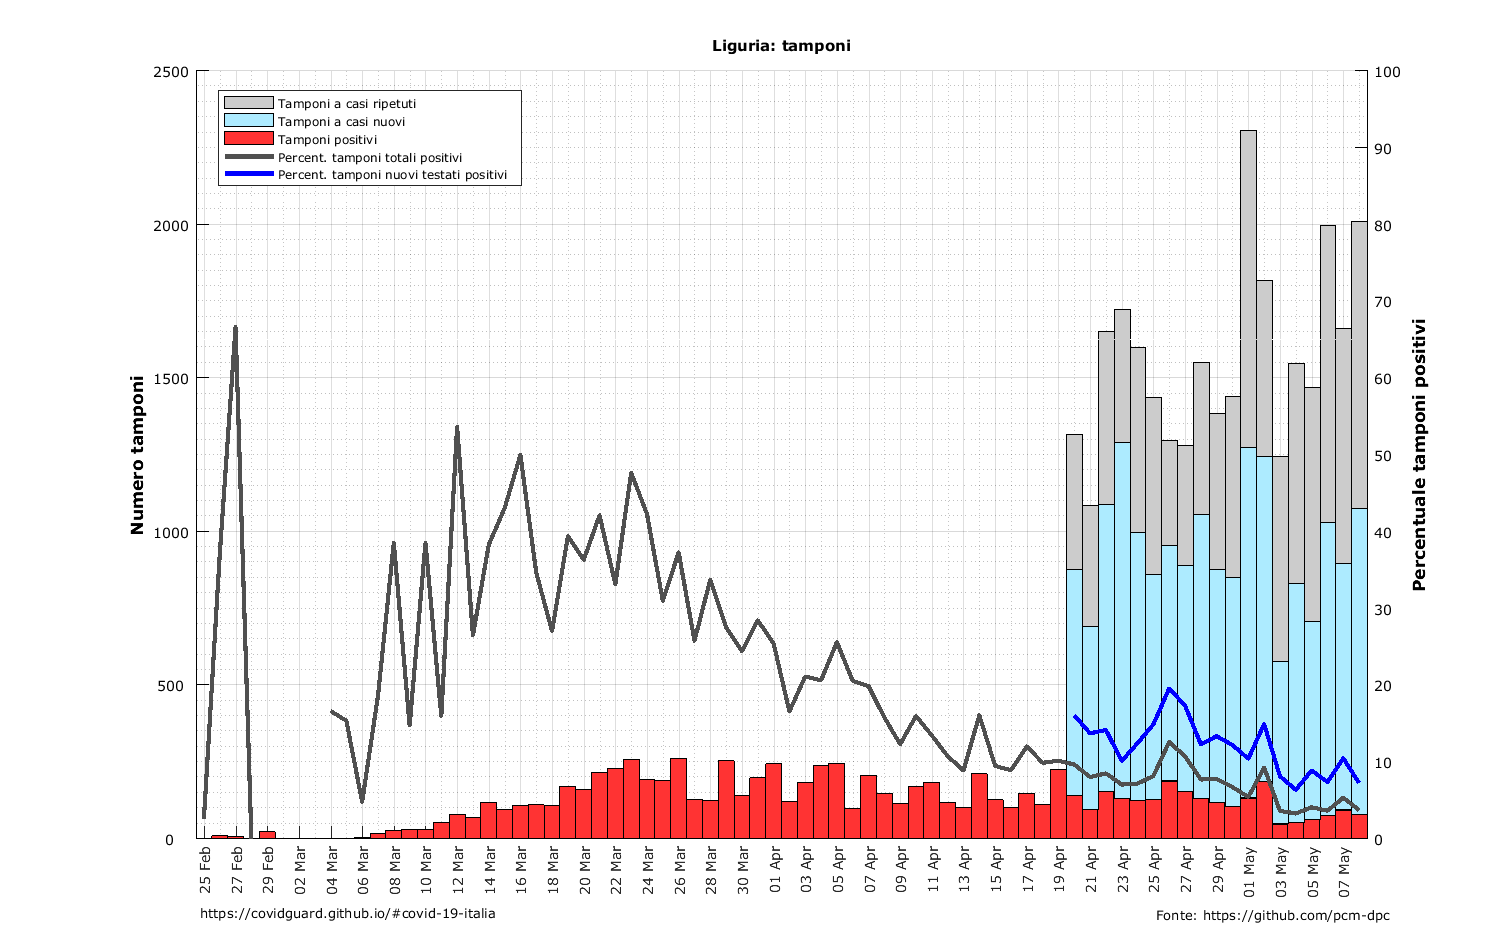 Liguria: tamponi
Tamponi a casi ripetuti
Tamponi a casi nuovi
Tamponi positivi
Percent. tamponi totali positivi
Percent. tamponi nuovi testati positivi
Numero tamponi
2500
2000
1500
1000
500
0
Percentuale tamponi positivi
100
90
80
70
60
50
40
30
20
10
0
25 Feb
27 Feb
29 Feb
02 Mar
04 Mar
06 Mar
08 Mar
10 Mar
12 Mar
14 Mar
16 Mar
18 Mar
20 Mar
22 Mar
24 Mar
26 Mar
28 Mar
30 Mar
01 Apr
03 Apr
05 Apr
07 Apr
09 Apr
11 Apr
13 Apr
15 Apr
17 Apr
19 Apr
21 Apr
23 Apr
25 Apr
27 Apr
29 Apr
01 May
03 May
05 May
07 May
https://covidguard.github.io/#covid-19-italia
Fonte: https://github.com/pcm-dpc